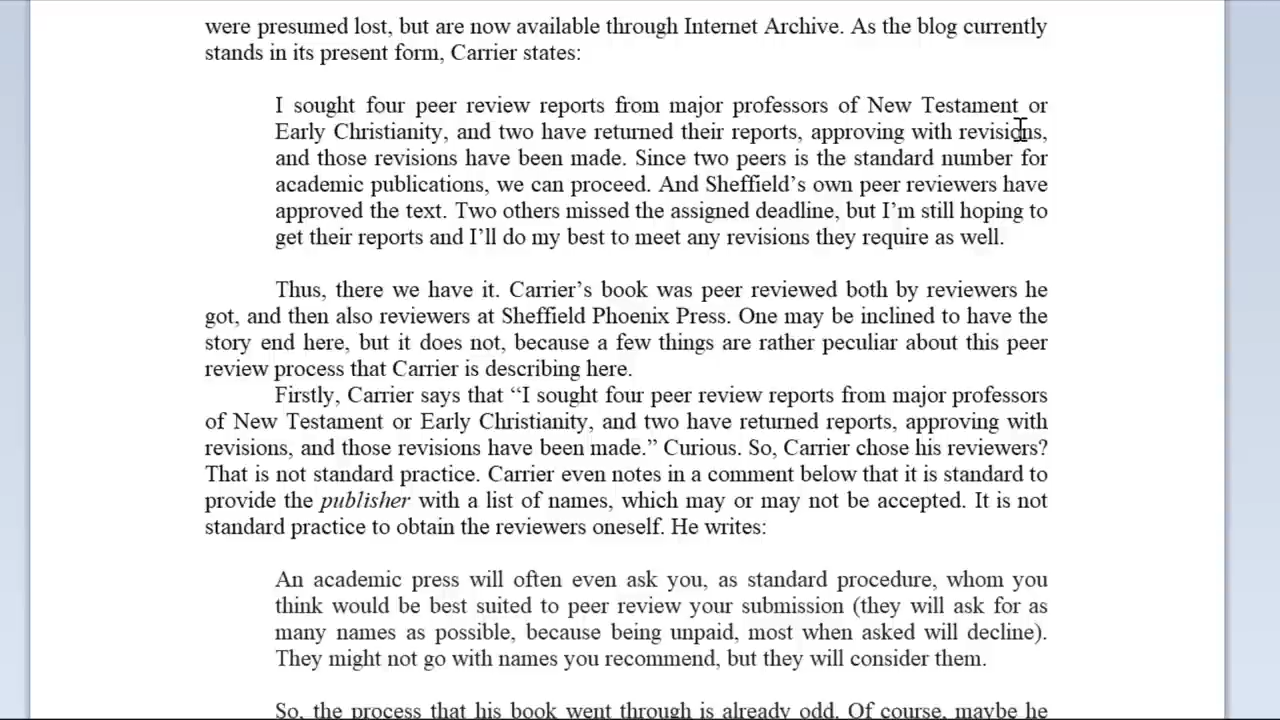 were presumed lost, but are now available through Internet Archive. As the blog currently
stands in its present form, Carrier states:
I sought four peer review reports from major professors of New Testament or
Early Christianity, and two have returned their reports, approving with revisions,
and those revisions have been made. Since two peers is the standard number for
academic publications, we can proceed. And Sheffield’s own peer reviewers have
approved the text. Two others missed the assigned deadline, but I’m still hoping to
get their reports and I’ll do my best to meet any revisions they require as well.
Thus, there we have it. Carrier’s book was peer reviewed both by reviewers he
got, and then also reviewers at Sheffield Phoenix Press. One may be inclined to have the
story end here, but it does not, because a few things are rather peculiar about this peer
review process that Carrier is describing here.
Firstly, Carrier says that “I sought four peer review reports from major professors
of New Testament or Early Christianity, and two have returned reports, approving with
revisions, and those revisions have been made.” Curious. So, Carrier chose his reviewers?
That is not standard practice. Carrier even notes in a comment below that it is standard to
provide the publisher with a list of names, which may or may not be accepted. It is not
standard practice to obtain the reviewers oneself. He writes:
An academic press will often even ask you, as standard procedure, whom you
think would be best suited to peer review your submission (they will ask for as
many names as possible, because being unpaid, most when asked will decline).
They might not go with names you recommend, but they will consider them.
So, the process that his book went through is already odd. Of course, maybe he